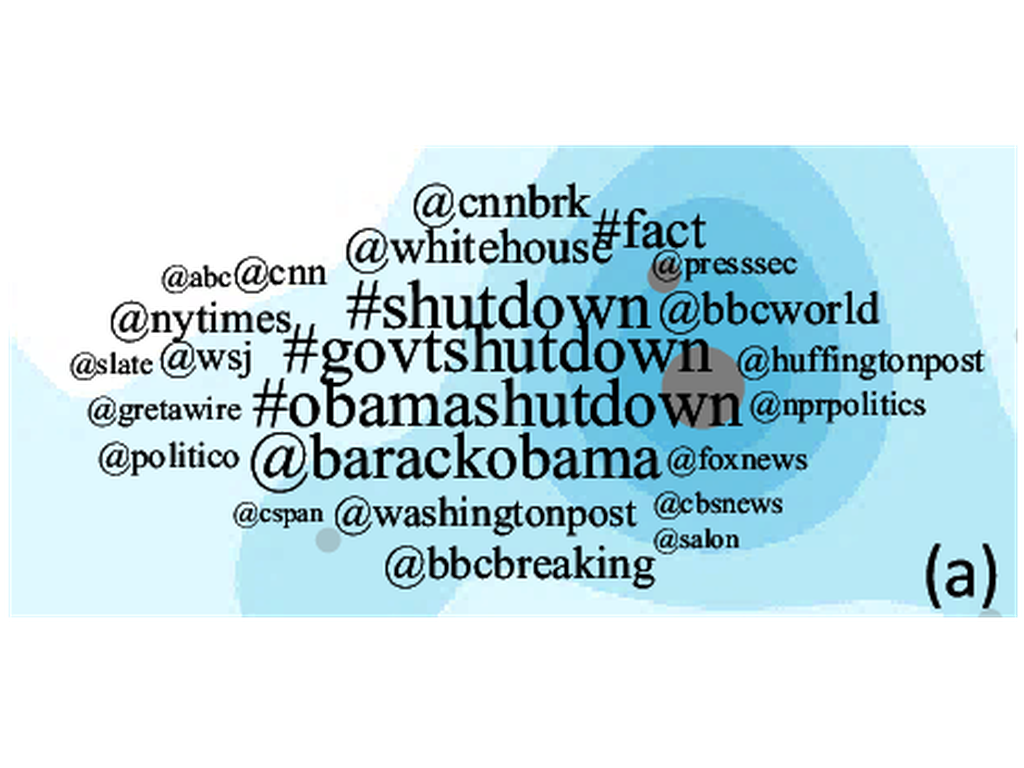 @cnnbrk
#fact
@whitehouse
@presssec
@abc @cnn
#shutdown @bbcworld
@nytimes
#govtshutdown
@slate @wsj @huffingtonpost
@gretawire #obamashutdown @nprpolitics
@politico @barackobama @foxnews
@cspan @washingtonpost @cbsnews
@salon
@bbcbreaking
(a)